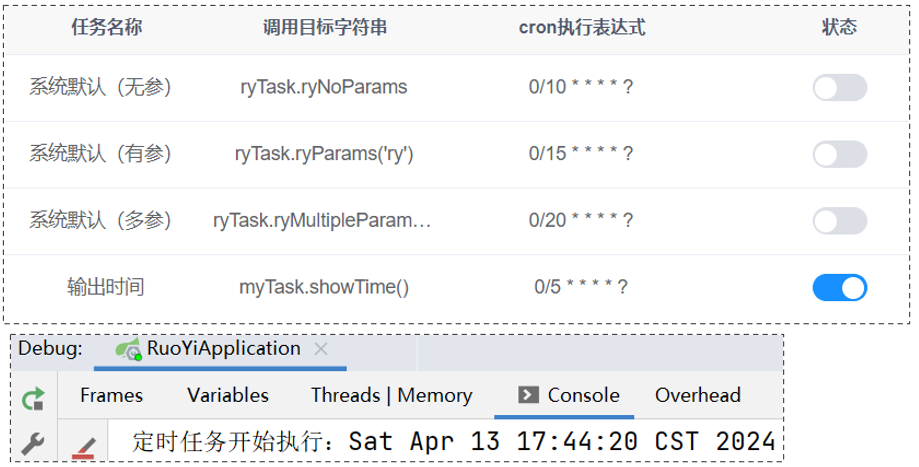 任务名称 调用目标字符串 cron执行表达式 状态
系统默认（无参） ryTask.ryNoParams 0/10 * * * * ?
系统默认（有参） ryTask.ryParams('ry') 0/15 * * * * ?
系统默认（多参） ryTask.ryMultipleParam… 0/20 * * * * ?
输出时间 myTask.showTime() 0/5 * * * * ?
Debug: RuoYiApplication
Frames Variables Threads | Memory Console Overhead
定时任务开始执行：Sat Apr 13 17:44:20 CST 2024